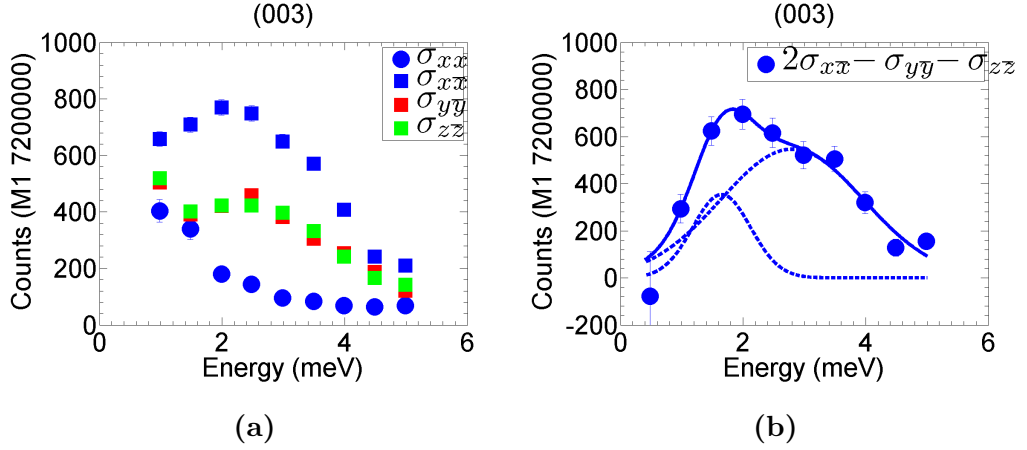 (003)
1000
800
600
400
200
0
0 2 4 6
Counts (M1 7200000)
Energy (meV)
σxx
σxx̅
σyy̅
σzz̅
(a)
(003)
1000
800
600
400
200
0
-200
0 2 4 6
Counts (M1 7200000)
Energy (meV)
2σxx̅ − σyy̅ − σzz̅
(b)